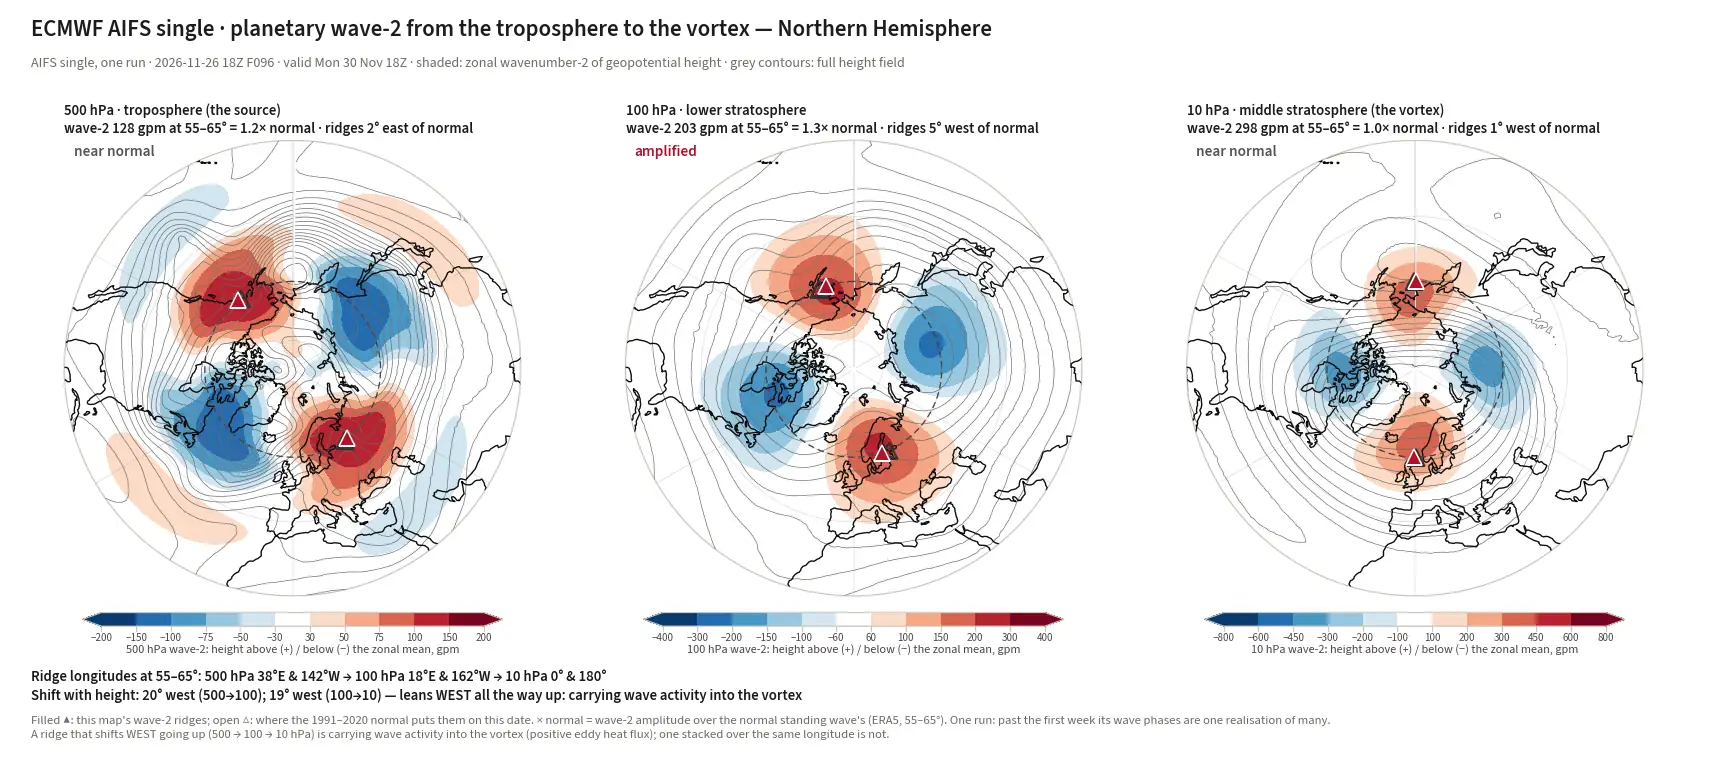 ECMWF AIFS single · planetary wave-2 from the troposphere to the vortex — Northern Hemisphere
AIFS single, one run · 2026-11-26 18Z F096 · valid Mon 30 Nov 18Z · shaded: zonal wavenumber-2 of geopotential height · grey contours: full height field
500 hPa · troposphere (the source)
wave-2 128 gpm at 55–65° = 1.2× normal · ridges 2° east of normal
near normal
100 hPa · lower stratosphere
wave-2 203 gpm at 55–65° = 1.3× normal · ridges 5° west of normal
amplified
10 hPa · middle stratosphere (the vortex)
wave-2 298 gpm at 55–65° = 1.0× normal · ridges 1° west of normal
near normal
−200 −150 −100 −75 −50 −30 30 50 75 100 150 200
500 hPa wave-2: height above (+) / below (−) the zonal mean, gpm
−400 −300 −200 −150 −100 −60 60 100 150 200 300 400
100 hPa wave-2: height above (+) / below (−) the zonal mean, gpm
−800 −600 −450 −300 −200 −100 100 200 300 450 600 800
10 hPa wave-2: height above (+) / below (−) the zonal mean, gpm
Ridge longitudes at 55–65°: 500 hPa 38°E & 142°W → 100 hPa 18°E & 162°W → 10 hPa 0° & 180°
Shift with height: 20° west (500→100); 19° west (100→10) — leans WEST all the way up: carrying wave activity into the vortex
Filled ▲: this map's wave-2 ridges; open △: where the 1991–2020 normal puts them on this date. × normal = wave-2 amplitude over the normal standing wave's (ERA5, 55–65°). One run: past the first week its wave phases are one realisation of many.
A ridge that shifts WEST going up (500 → 100 → 10 hPa) is carrying wave activity into the vortex (positive eddy heat flux); one stacked over the same longitude is not.